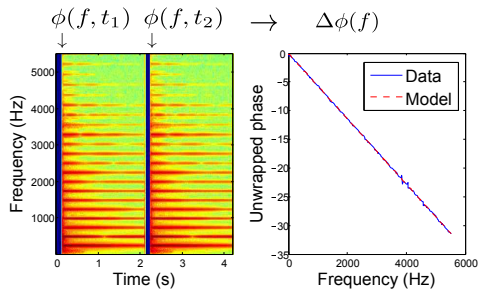 ϕ(f, t₁) ϕ(f, t₂) → Δϕ(f)
↓ ↓
Frequency (Hz)
5000
4000
3000
2000
1000
0 1 2 3 4
Time (s)
Unwrapped phase
0
−5
−10
−15
−20
−25
−30
−35
Data
Model
0 2000 4000 6000
Frequency (Hz)